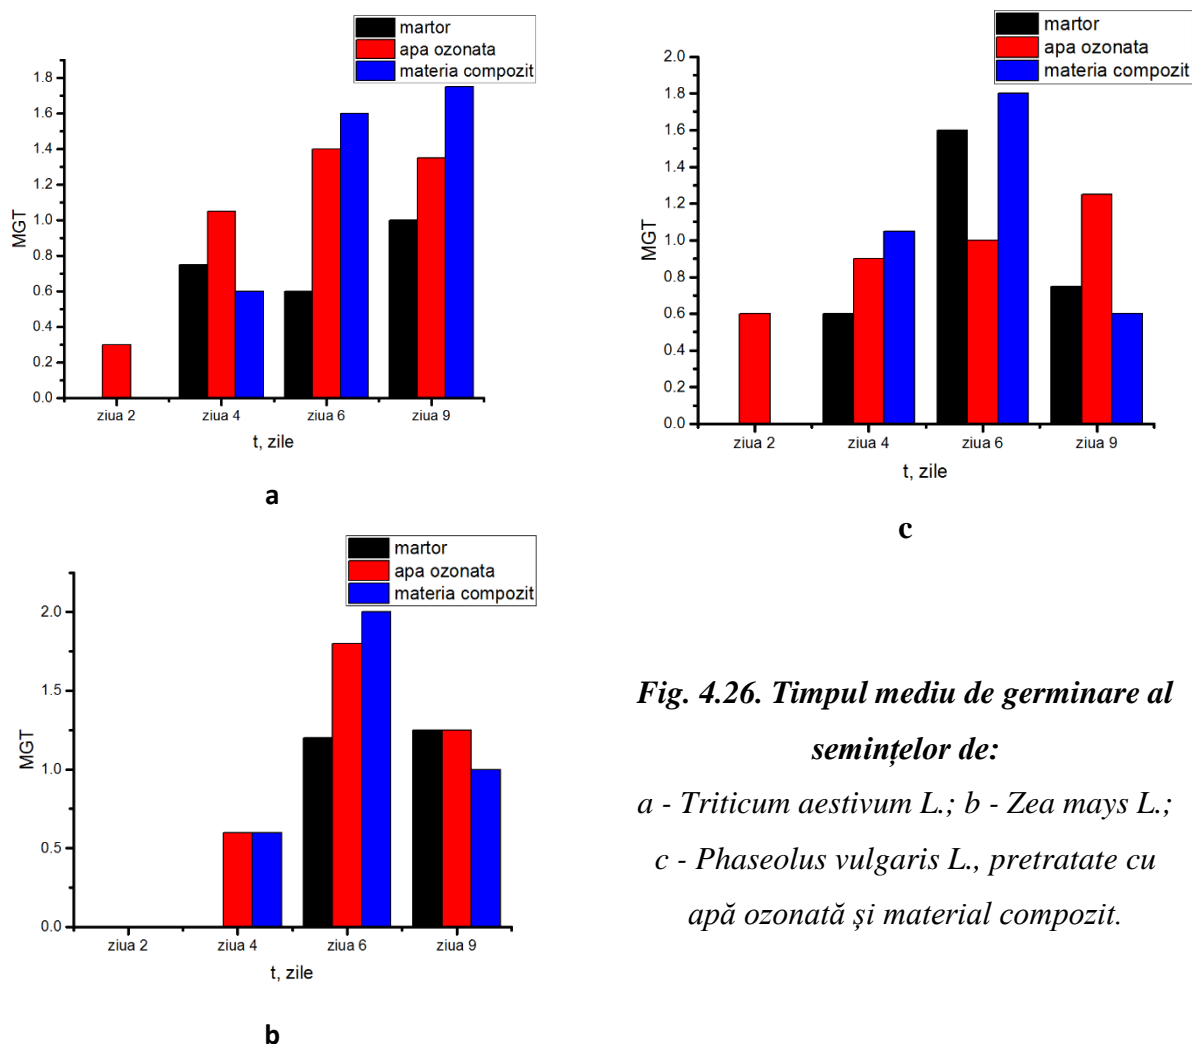 martor
apa ozonata
materia compozit
1.8
1.6
1.4
1.2
1.0
0.8
0.6
0.4
0.2
0.0
MGT
ziua 2 ziua 4 ziua 6 ziua 9
t, zile
a
martor
apa ozonata
materia compozit
2.0
1.8
1.6
1.4
1.2
1.0
0.8
0.6
0.4
0.2
0.0
MGT
ziua 2 ziua 4 ziua 6 ziua 9
t, zile
c
martor
apa ozonata
materia compozit
2.0
1.5
1.0
0.5
0.0
MGT
ziua 2 ziua 4 ziua 6 ziua 9
t, zile
b
Fig. 4.26. Timpul mediu de germinare al
semințelor de:
a - Triticum aestivum L.; b - Zea mays L.;
c - Phaseolus vulgaris L., pretratate cu
apă ozonată și material compozit.